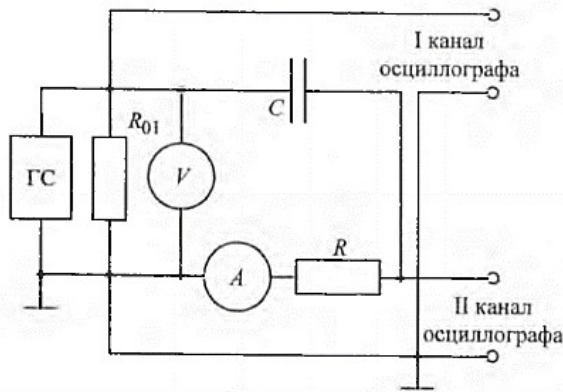 I канал
осциллографа
C
R01
ГС
V
R
A
II канал
осциллографа